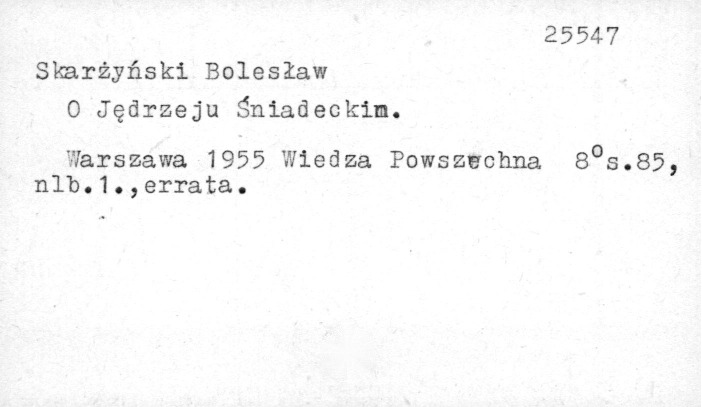 25547
Skarżyński Bolesław
O Jędrzeju Śniadeckim.
Warszawa 1955 Wiedza Powszechna 8⁰s.85,
nlb.1.,errata.